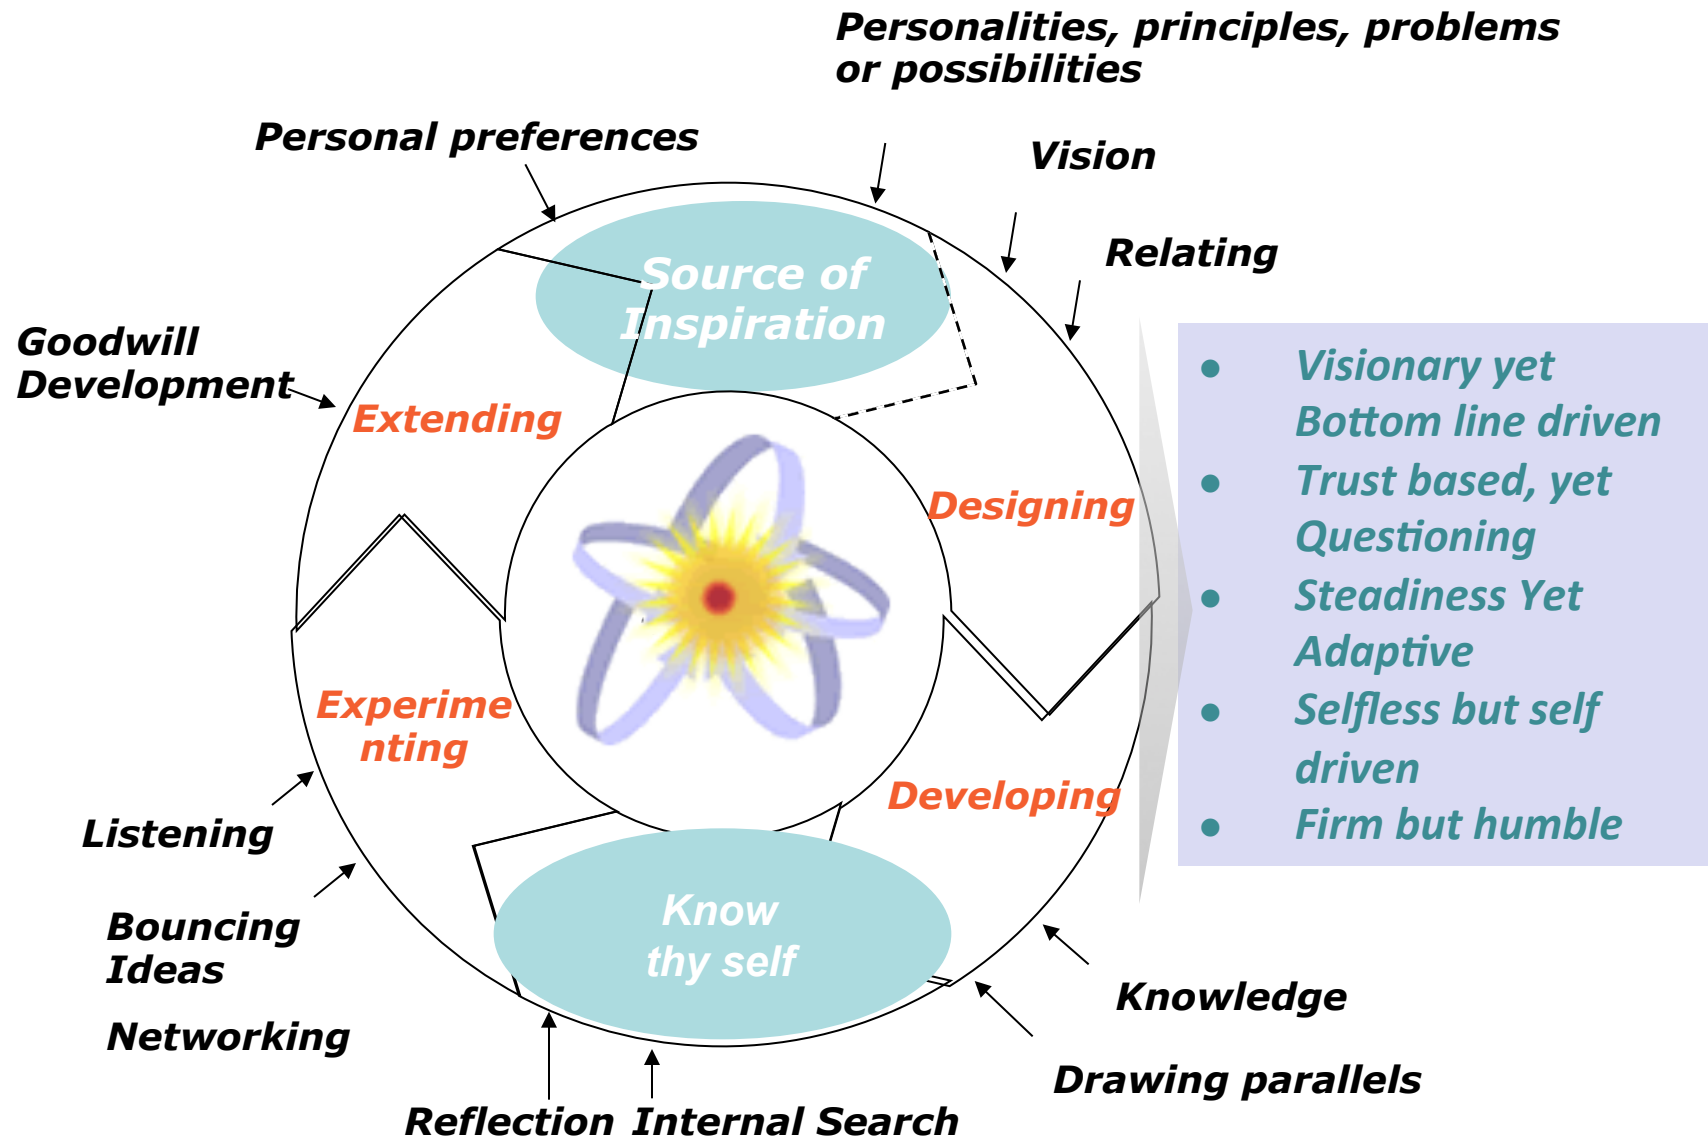 Personalities, principles, problems
or possibilities
Personal preferences
Vision
Relating
Source of
Inspiration
Goodwill
Development
Extending
Designing
Visionary yet
Bottom line driven
Trust based, yet
Questioning
Steadiness Yet
Adaptive
Selfless but self
driven
Firm but humble
Experime
nting
Developing
Listening
Bouncing
Ideas
Networking
Know
thy self
Knowledge
Drawing parallels
Reflection
Internal Search